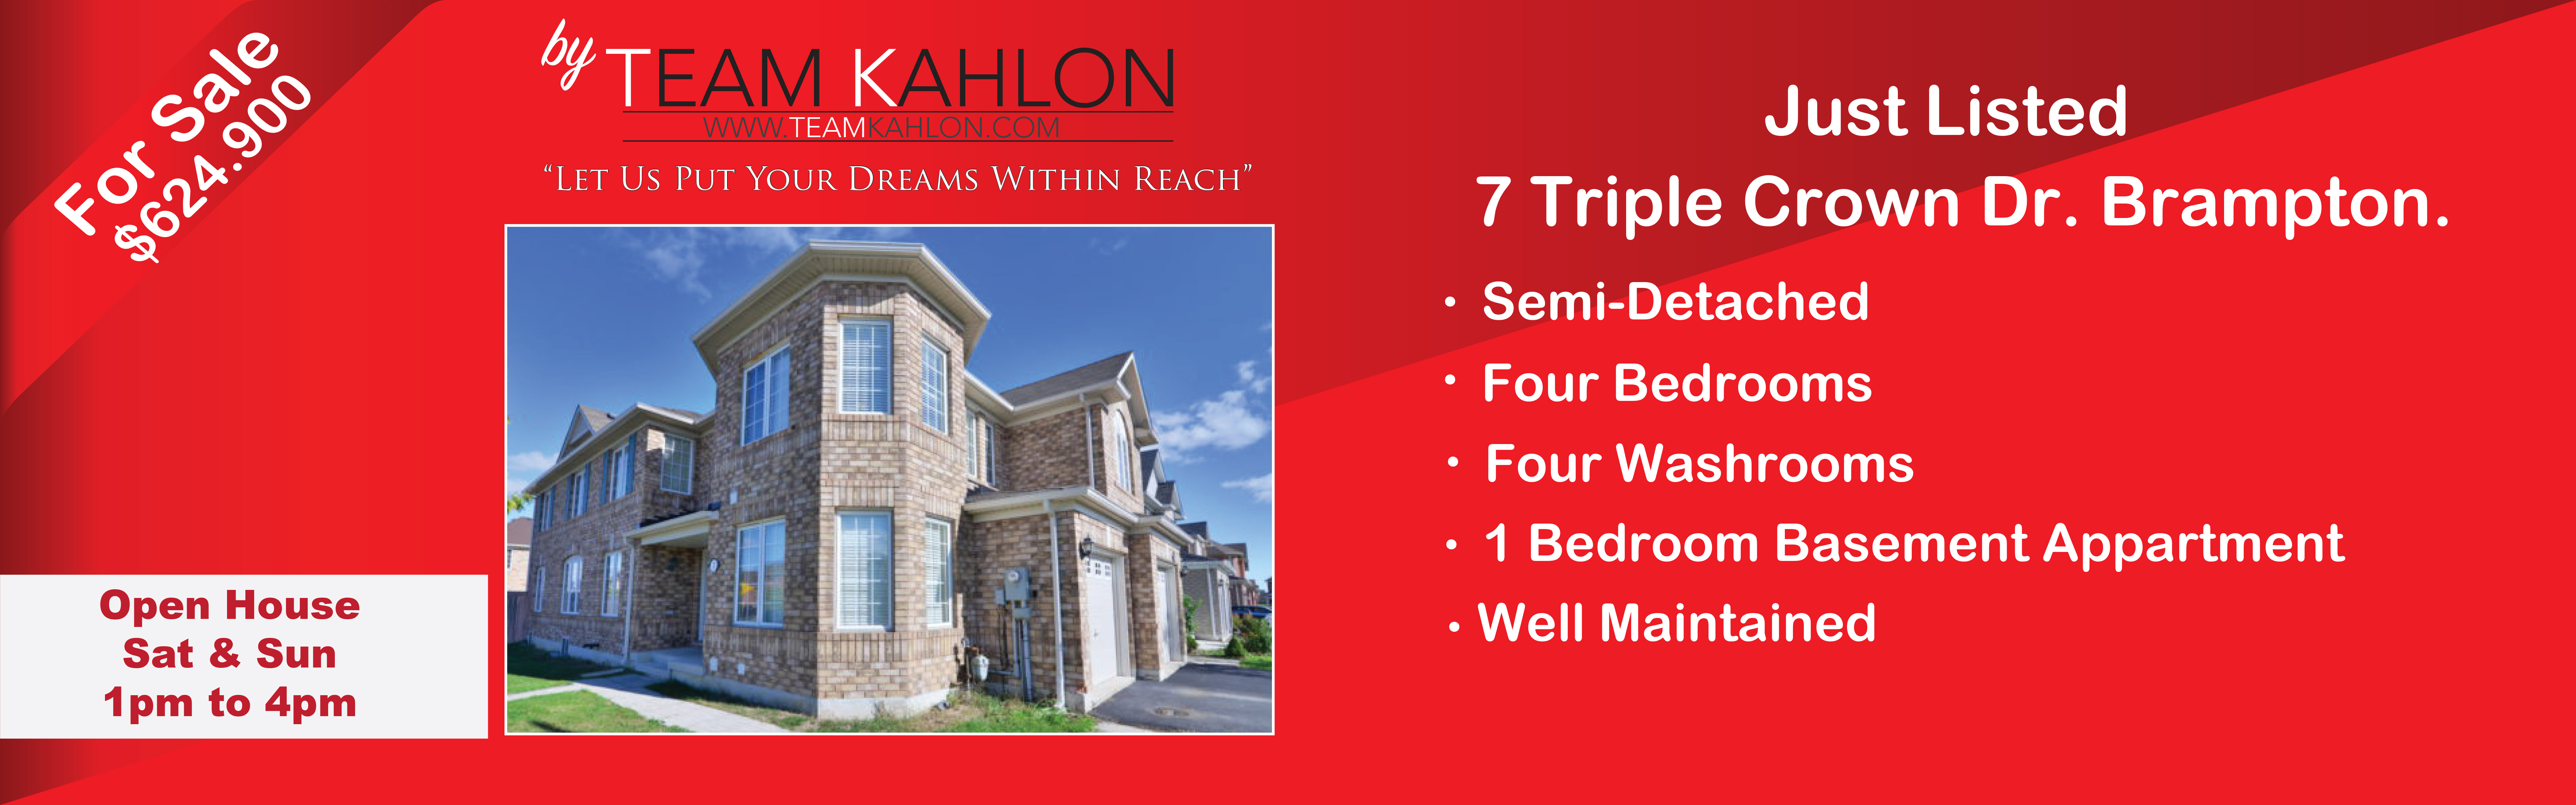 For Sale
$624.900
by TEAM KAHLON
WWW.TEAMKAHLON.COM
“LET US PUT YOUR DREAMS WITHIN REACH”
Just Listed
7 Triple Crown Dr. Brampton.
• Semi-Detached
• Four Bedrooms
• Four Washrooms
• 1 Bedroom Basement Appartment
• Well Maintained
Open House
Sat & Sun
1pm to 4pm